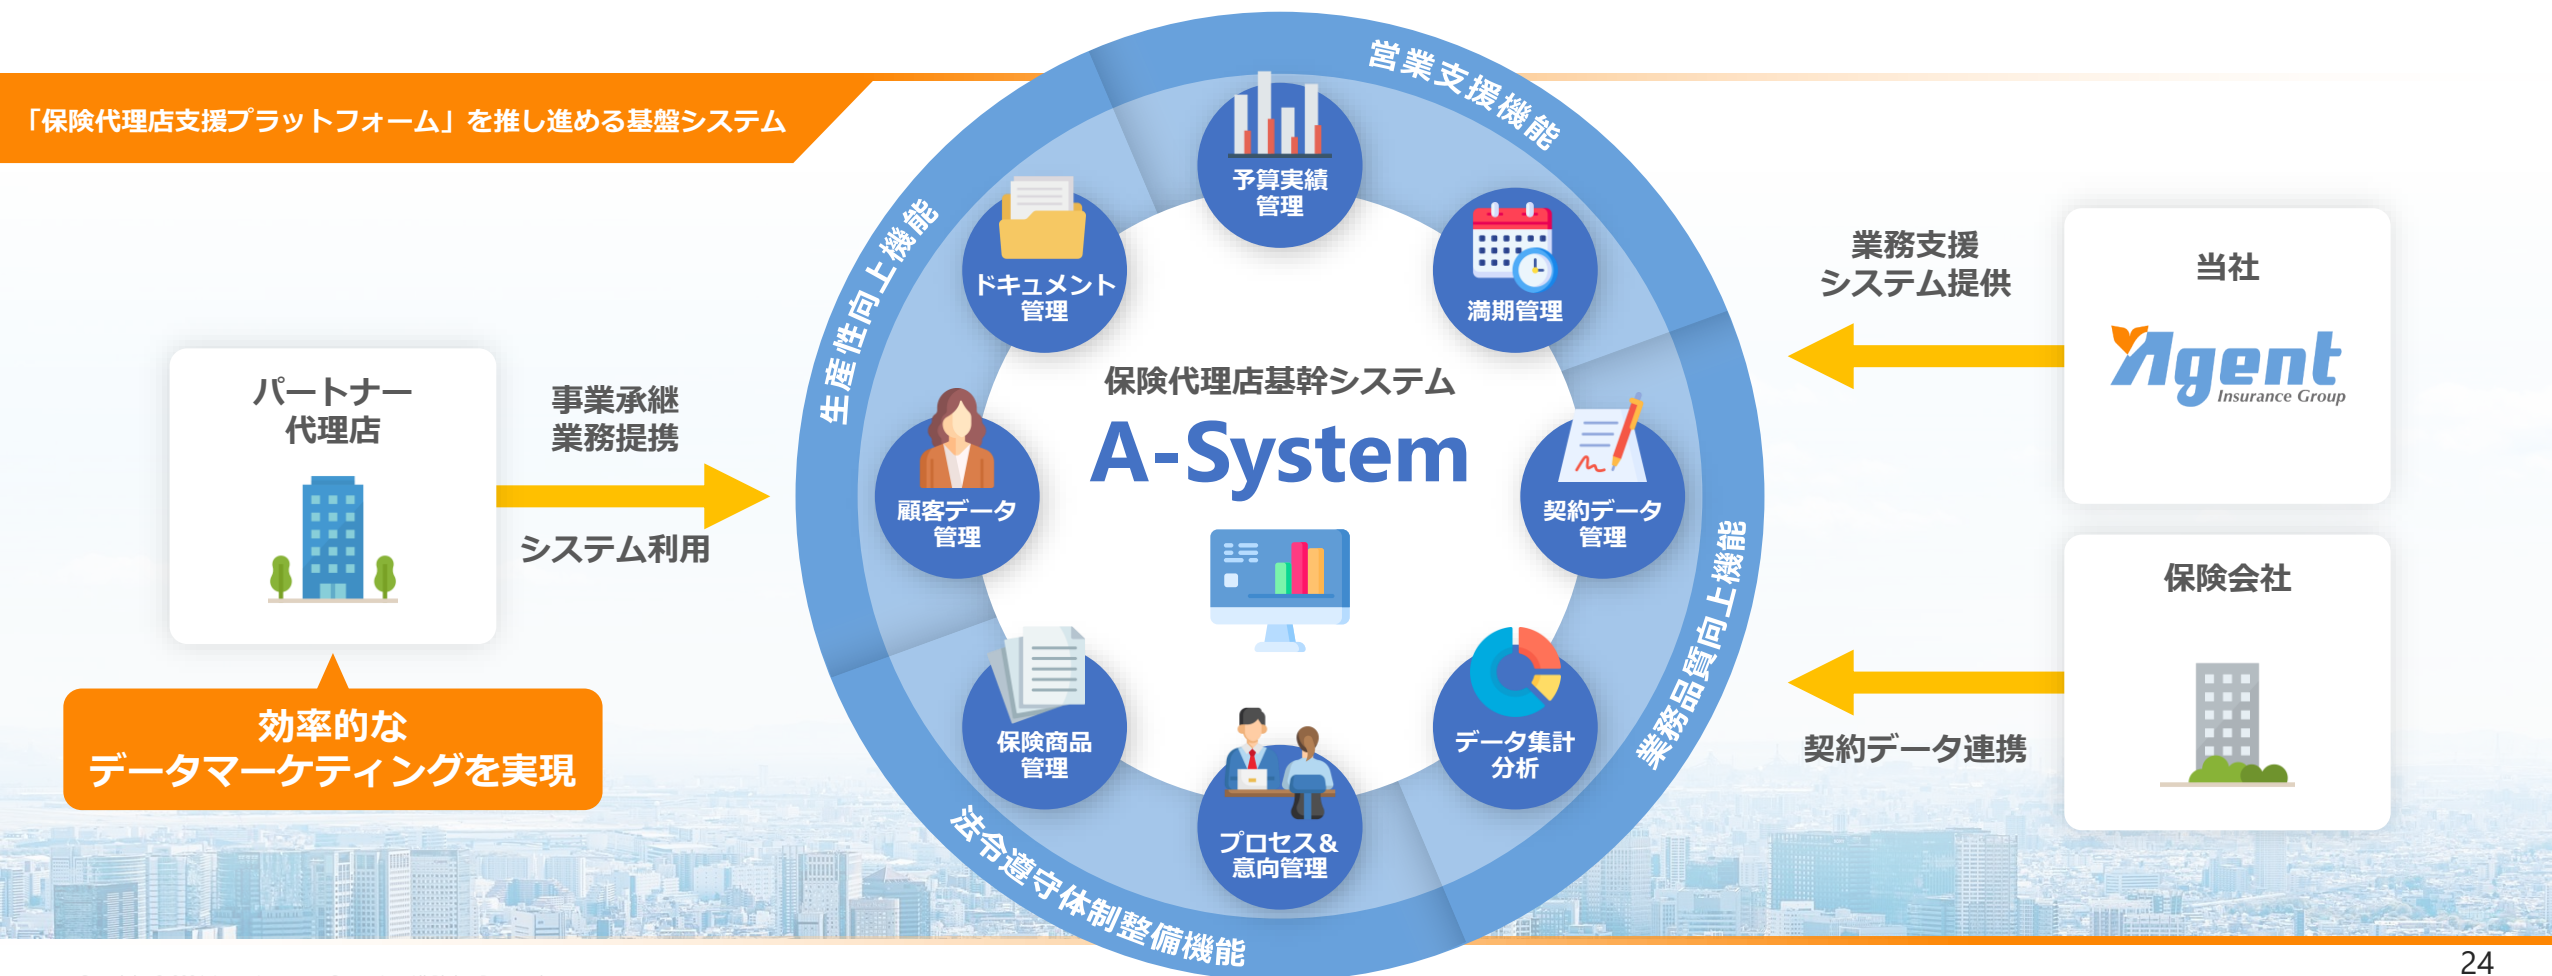 「保険代理店支援プラットフォーム」を推し進める基盤システム
営業支援機能
生産性向上機能
業務品質向上機能
法令遵守体制整備機能
予算実績
管理
ドキュメント
管理
満期管理
顧客データ
管理
契約データ
管理
保険商品
管理
データ集計
分析
プロセス&
意向管理
保険代理店基幹システム
A-System
パートナー
代理店
事業承継
業務提携
システム利用
効率的な
データマーケティングを実現
業務支援
システム提供
当社
Agent
Insurance Group
保険会社
契約データ連携
24